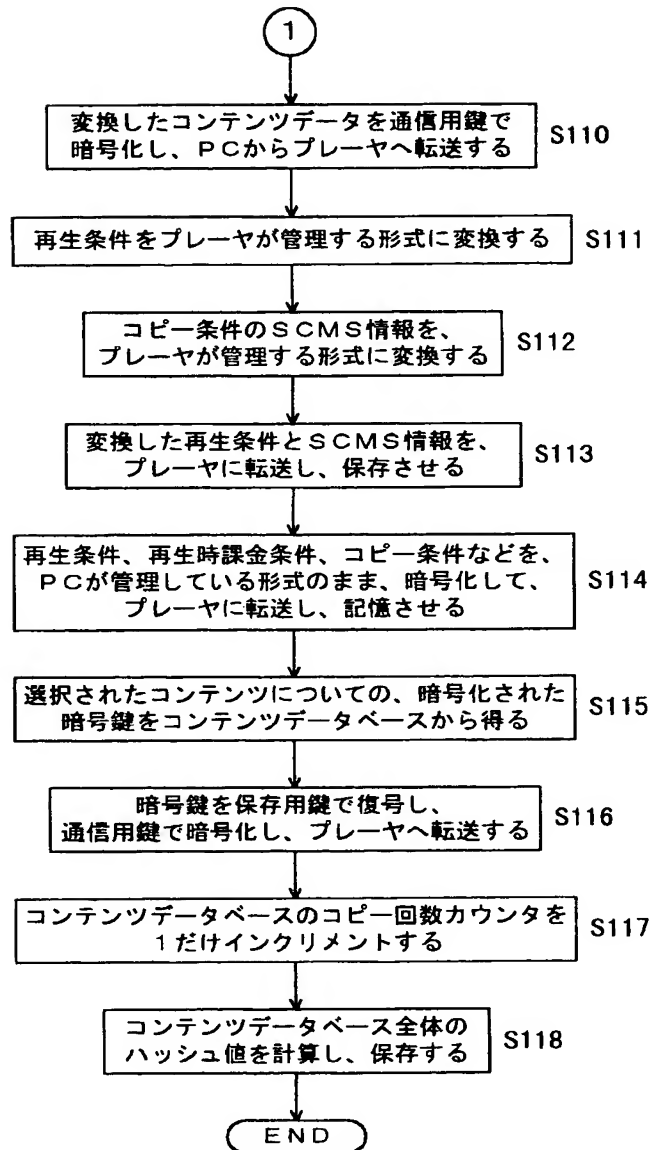 1
変換したコンテンツデータを通信用鍵で
暗号化し、PCからプレーヤへ転送する
S110
再生条件をプレーヤが管理する形式に変換する
S111
コピー条件のSCMS情報を、
プレーヤが管理する形式に変換する
S112
変換した再生条件とSCMS情報を、
プレーヤに転送し、保存させる
S113
再生条件、再生時課金条件、コピー条件などを、
PCが管理している形式のまま、暗号化して、
プレーヤに転送し、記憶させる
S114
選択されたコンテンツについての、暗号化された
暗号鍵をコンテンツデータベースから得る
S115
暗号鍵を保存用鍵で復号し、
通信用鍵で暗号化し、プレーヤへ転送する
S116
コンテンツデータベースのコピー回数カウンタを
1だけインクリメントする
S117
コンテンツデータベース全体の
ハッシュ値を計算し、保存する
S118
END